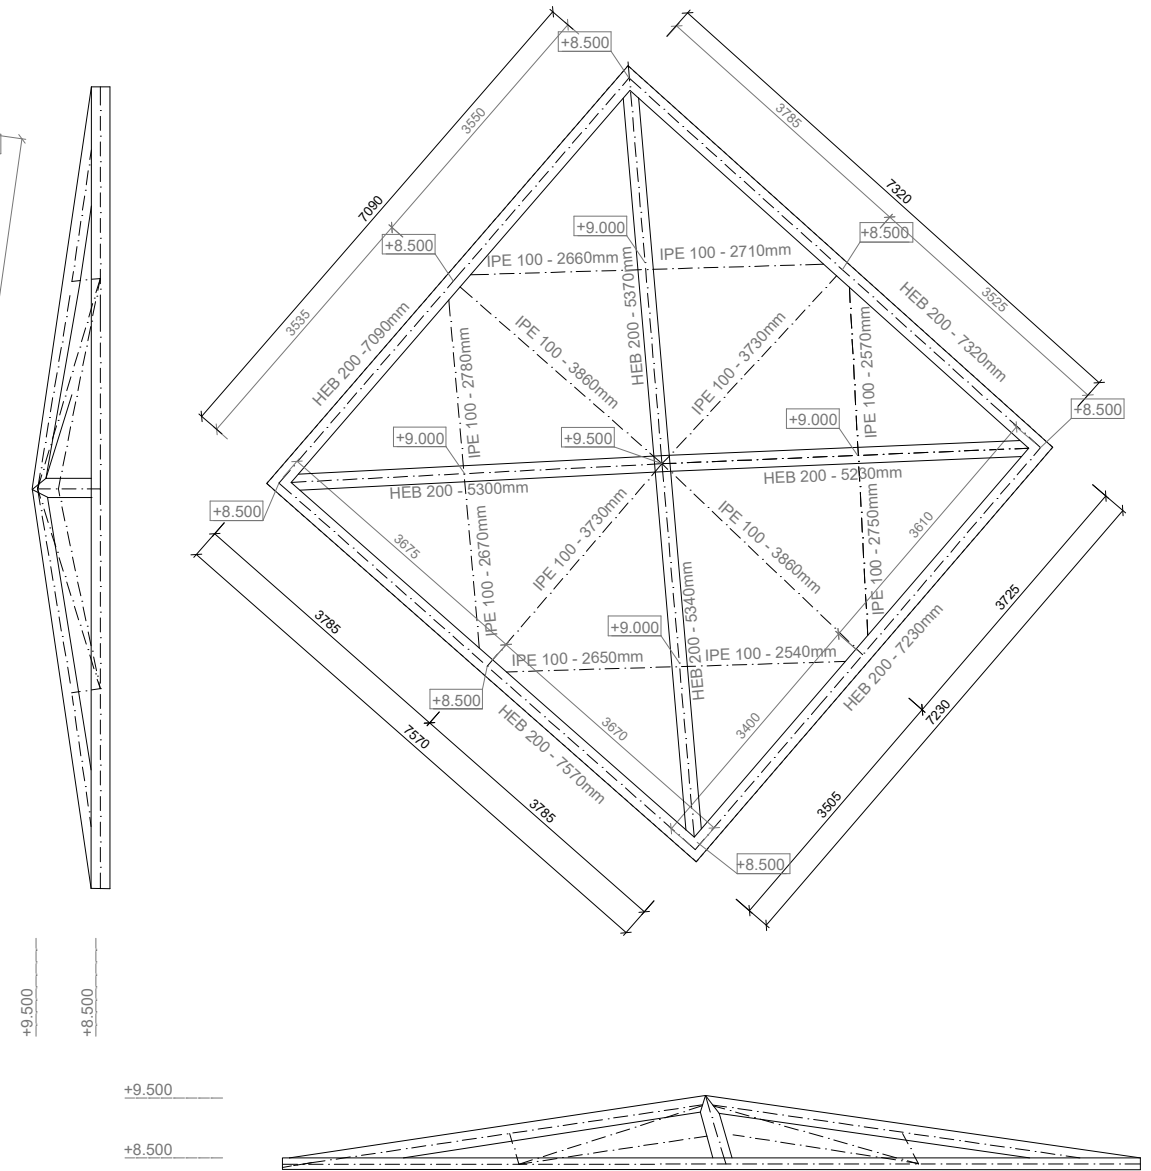 +8.500
3550
3785
7090
7320
+9.000
+8.500
+8.500
IPE 100 - 2660mm
IPE 100 - 2710mm
HEB 200 - 7320mm
3525
3535
HEB 200 -7090mm
IPE 100 - 2780mm
IPE 100 - 3860mm
HEB 200 - 5370mm
IPE 100 - 3730mm
IPE 100 - 2570mm
+8.500
+9.000
+9.500
+9.000
HEB 200 - 5300mm
HEB 200 - 5230mm
+8.500
3675
IPE 100 - 2670mm
IPE 100 - 3730mm
IPE 100 - 3860mm
IPE 100 - 2750mm
3610
3725
3785
+9.000
HEB 200 - 5340mm
HEB 200 - 7230mm
IPE 100 - 2650mm
IPE 100 - 2540mm
+8.500
7570
HEB 200 - 7570mm
3670
3400
7230
3785
3505
+8.500
+9.500
+8.500
+9.500
+8.500